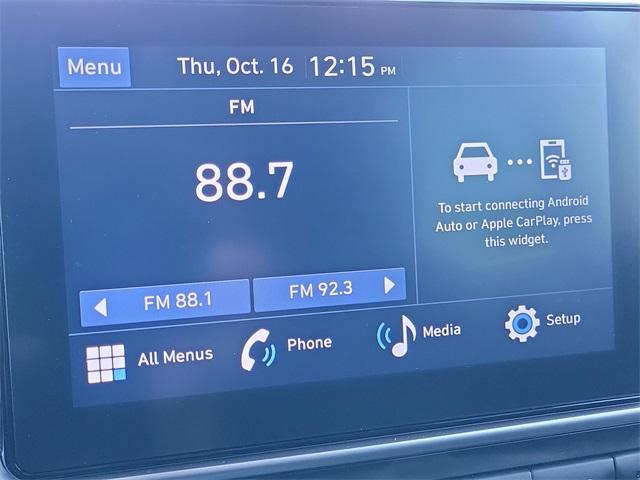 Menu
Thu, Oct. 16 12:15 PM
FM
88.7
FM 88.1
FM 92.3
To start connecting Android
Auto or Apple CarPlay, press
this widget.
All Menus
Phone
Media
Setup